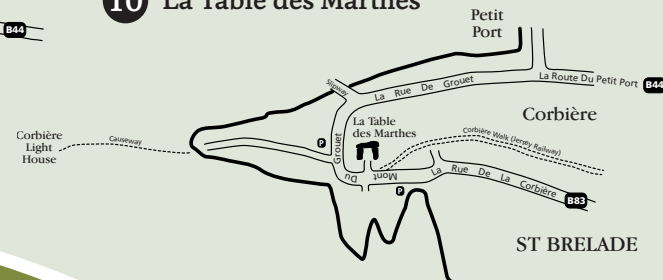 10 La Table des Marthes
B44
Petit
Port
La Route Du Petit Port
B44
Slipway
La Rue De Grouet
Corbière
La Table
des Marthes
Corbière Walk (Jersey Railway)
Corbière
Light
House
Causeway
P
Mont Du Grouet
P
La Rue De La Corbière
B83
ST BRELADE